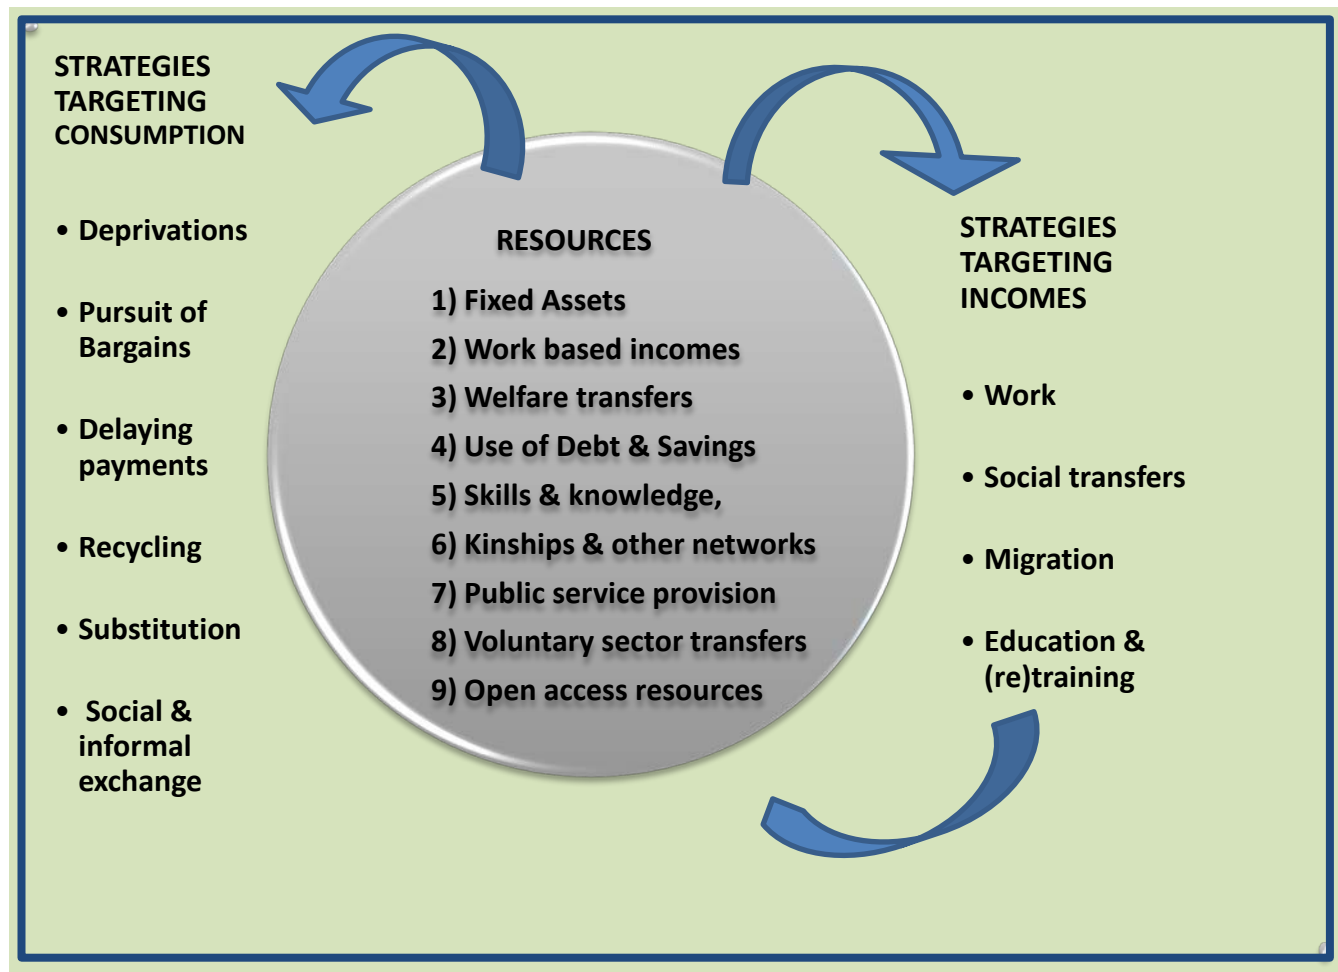 STRATEGIES
TARGETING
CONSUMPTION
• Deprivations
• Pursuit of
Bargains
• Delaying
payments
• Recycling
• Substitution
• Social &
informal
exchange
RESOURCES
1) Fixed Assets
2) Work based incomes
3) Welfare transfers
4) Use of Debt & Savings
5) Skills & knowledge,
6) Kinships & other networks
7) Public service provision
8) Voluntary sector transfers
9) Open access resources
STRATEGIES
TARGETING
INCOMES
• Work
• Social transfers
• Migration
• Education &
(re)training